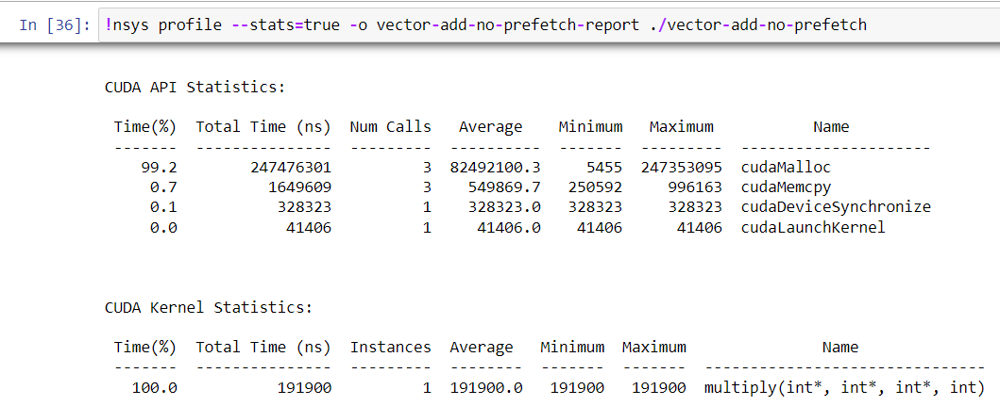 In [36]: !nsys profile --stats=true -o vector-add-no-prefetch-report ./vector-add-no-prefetch
CUDA API Statistics:
Time(%) Total Time (ns) Num Calls Average Minimum Maximum Name
------- --------------- --------- ---------- ------- --------- ---------------------
99.2 247476301 3 82492100.3 5455 247353095 cudaMalloc
0.7 1649609 3 549869.7 250592 996163 cudaMemcpy
0.1 328323 1 328323.0 328323 328323 cudaDeviceSynchronize
0.0 41406 1 41406.0 41406 41406 cudaLaunchKernel
CUDA Kernel Statistics:
Time(%) Total Time (ns) Instances Average Minimum Maximum Name
------- --------------- --------- -------- ------- ------- -------------------------------
100.0 191900 1 191900.0 191900 191900 multiply(int*, int*, int*, int)